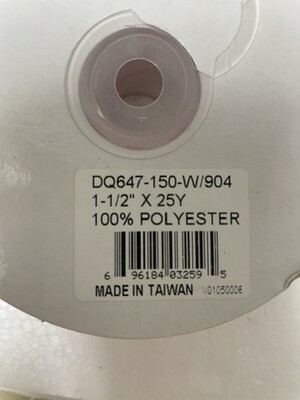 DQ647-150-W/904
1-1/2" X 25Y
100% POLYESTER
6 96184 03259 5
MADE IN TAIWAN V01050006